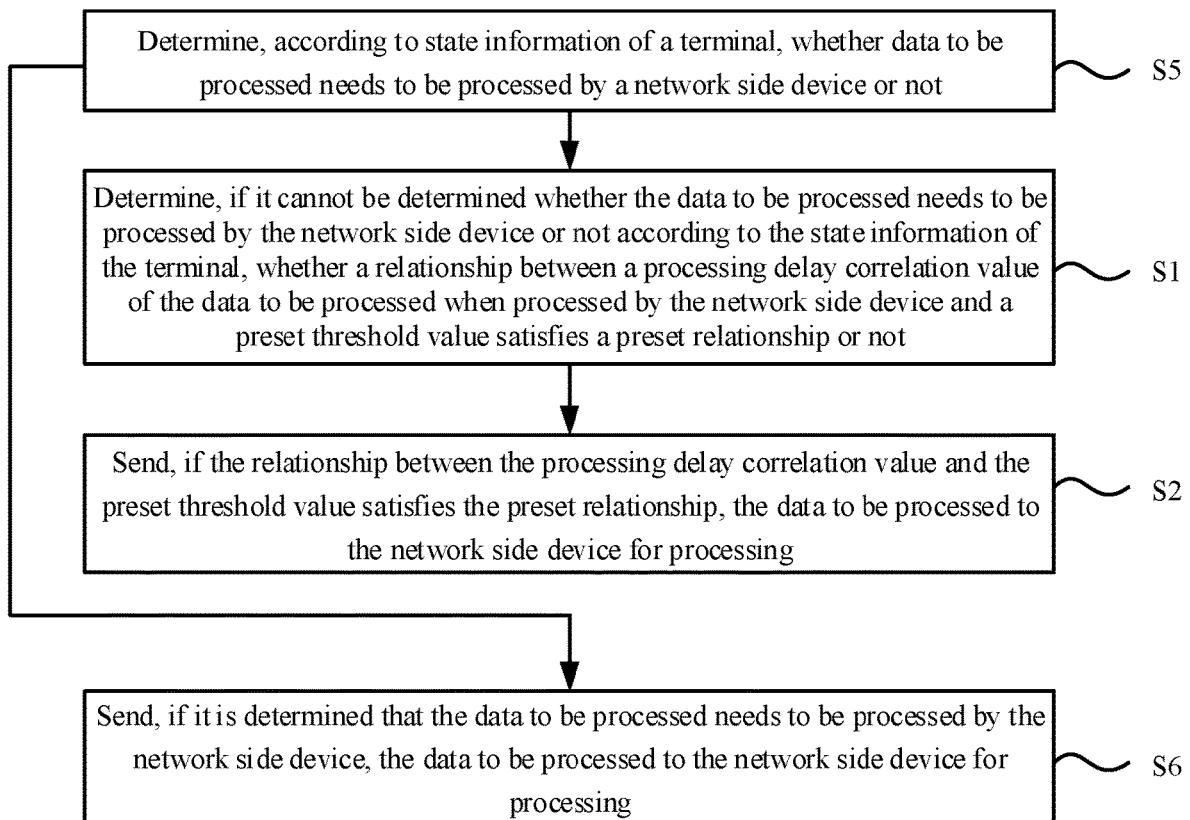 Determine, according to state information of a terminal, whether data to be
processed needs to be processed by a network side device or not
S5
Determine, if it cannot be determined whether the data to be processed needs to be
processed by the network side device or not according to the state information of
the terminal, whether a relationship between a processing delay correlation value
of the data to be processed when processed by the network side device and a
preset threshold value satisfies a preset relationship or not
S1
Send, if the relationship between the processing delay correlation value and the
preset threshold value satisfies the preset relationship, the data to be processed to
the network side device for processing
S2
Send, if it is determined that the data to be processed needs to be processed by the
network side device, the data to be processed to the network side device for
processing
S6